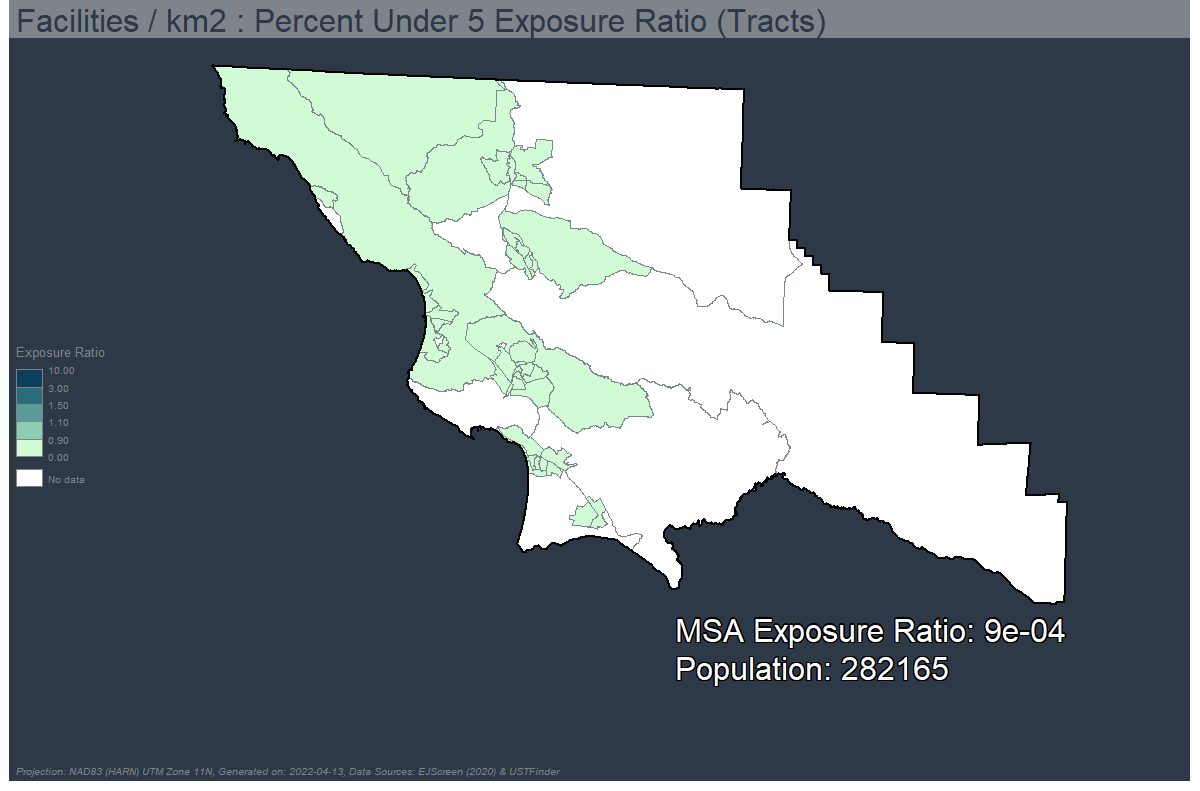 Facilities / km2 : Percent Under 5 Exposure Ratio (Tracts)
Exposure Ratio
10.00
3.00
1.50
1.10
0.90
0.00
No data
MSA Exposure Ratio: 9e-04
Population: 282165
Projection: NAD83 (HARN) UTM Zone 11N, Generated on: 2022-04-13, Data Sources: EJScreen (2020) & USTFinder